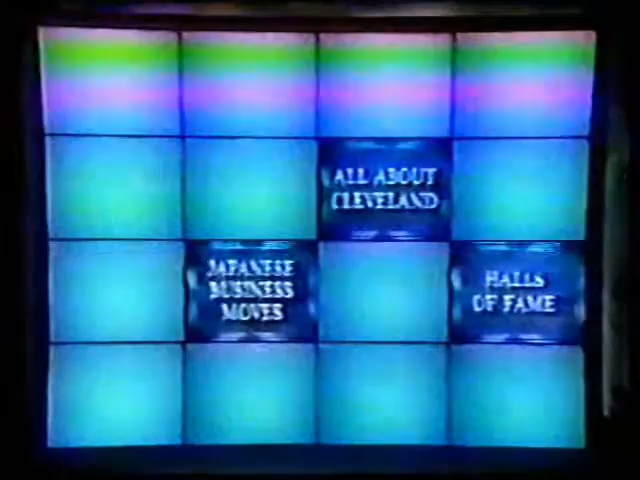 ALL ABOUT
CLEVELAND
JAPANESE
BUSINESS
MOVES
HALLS
OF FAME